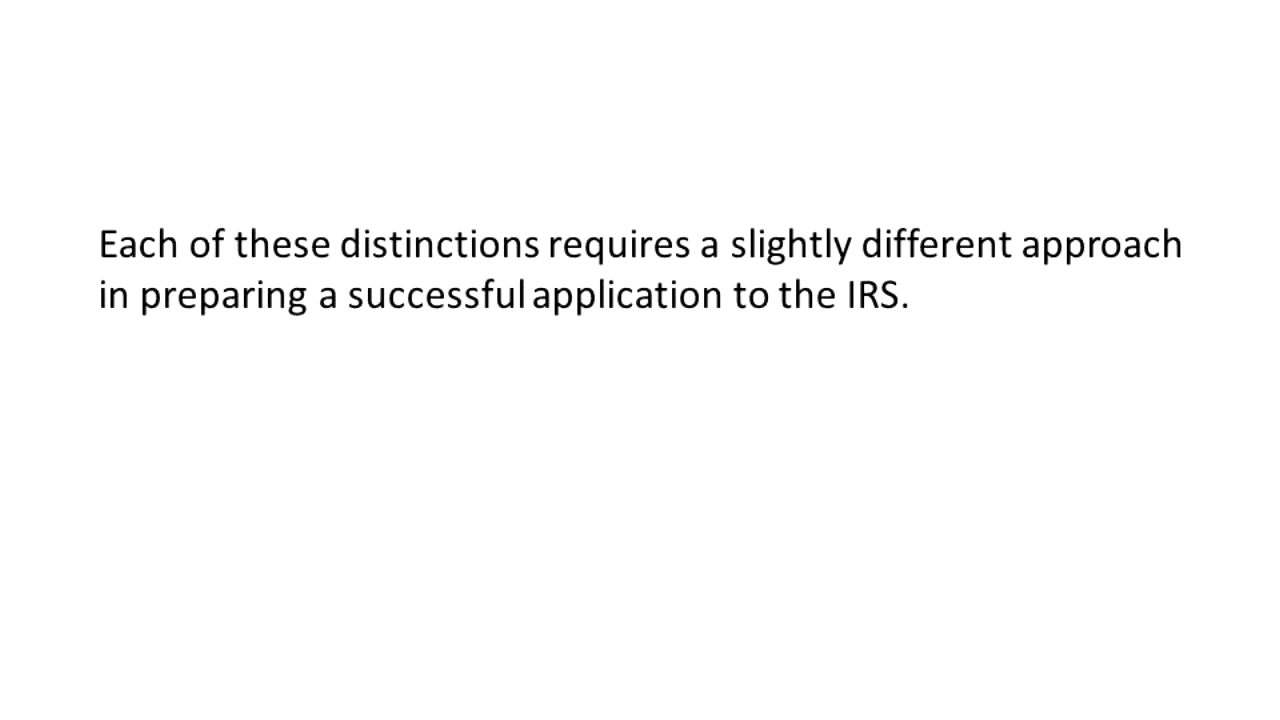 Each of these distinctions requires a slightly different approach
in preparing a successful application to the IRS.